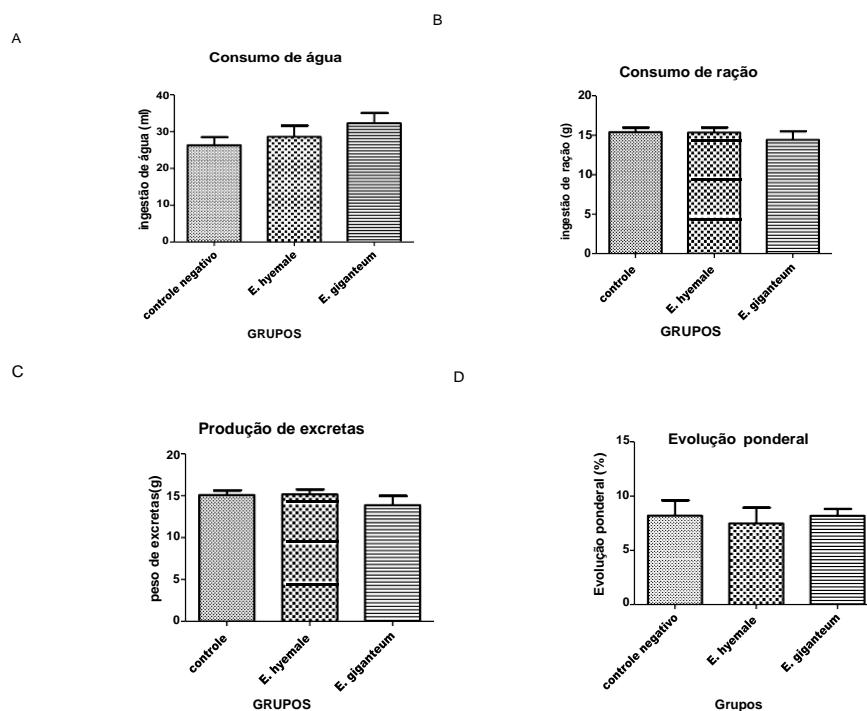 A
Consumo de água
40
30
20
10
0
ingestão de água (ml)
controle negativo
E. hyemale
E. giganteum
GRUPOS
B
Consumo de ração
20
15
10
5
0
ingestão de ração (g)
controle
E. hyemale
E. giganteum
GRUPOS
C
Produção de excretas
20
15
10
5
0
peso de excretas(g)
controle
E. hyemale
E. giganteum
GRUPOS
D
Evolução ponderal
15
10
5
0
Evolução ponderal (%)
controle negativo
E. hyemale
E. giganteum
Grupos